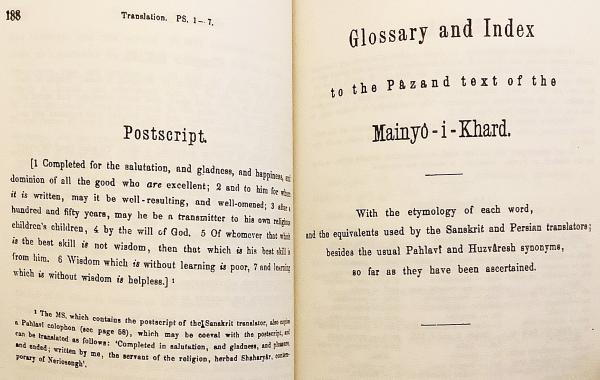 188
Translation. PS. 1–7.
Postscript.
[1 Completed for the salutation, and gladness, and happiness, and
dominion of all the good who are excellent; 2 and to him for whom
it is written, may it be well-resulting, and well-omened; 3 after a
hundred and fifty years, may he be a transmitter to his own religious
children's children, 4 by the will of God. 5 Of whomever that which
is the best skill is not wisdom, then that which is his best skill is
from him. 6 Wisdom which is without learning is poor, 7 and learning
which is without wisdom is helpless.] ¹
¹ The MS. which contains the postscript of the Sanskrit translator, also
a Pahlavî colophon (see page 58), which may be coeval with the postscript, and
can be translated as follows: 'Completed in salutation, and gladness, and pleasure,
and ended; written by me, the servant of the religion, herbad Shaharyâr, contem-
porary of Neriosengh'.
Glossary and Index
to the Pâzand text of the
Mainyô-i-Khard.
With the etymology of each word,
and the equivalents used by the Sanskrit and Persian translators;
besides the usual Pahlavî and Huzvâresh synonyms,
so far as they have been ascertained.